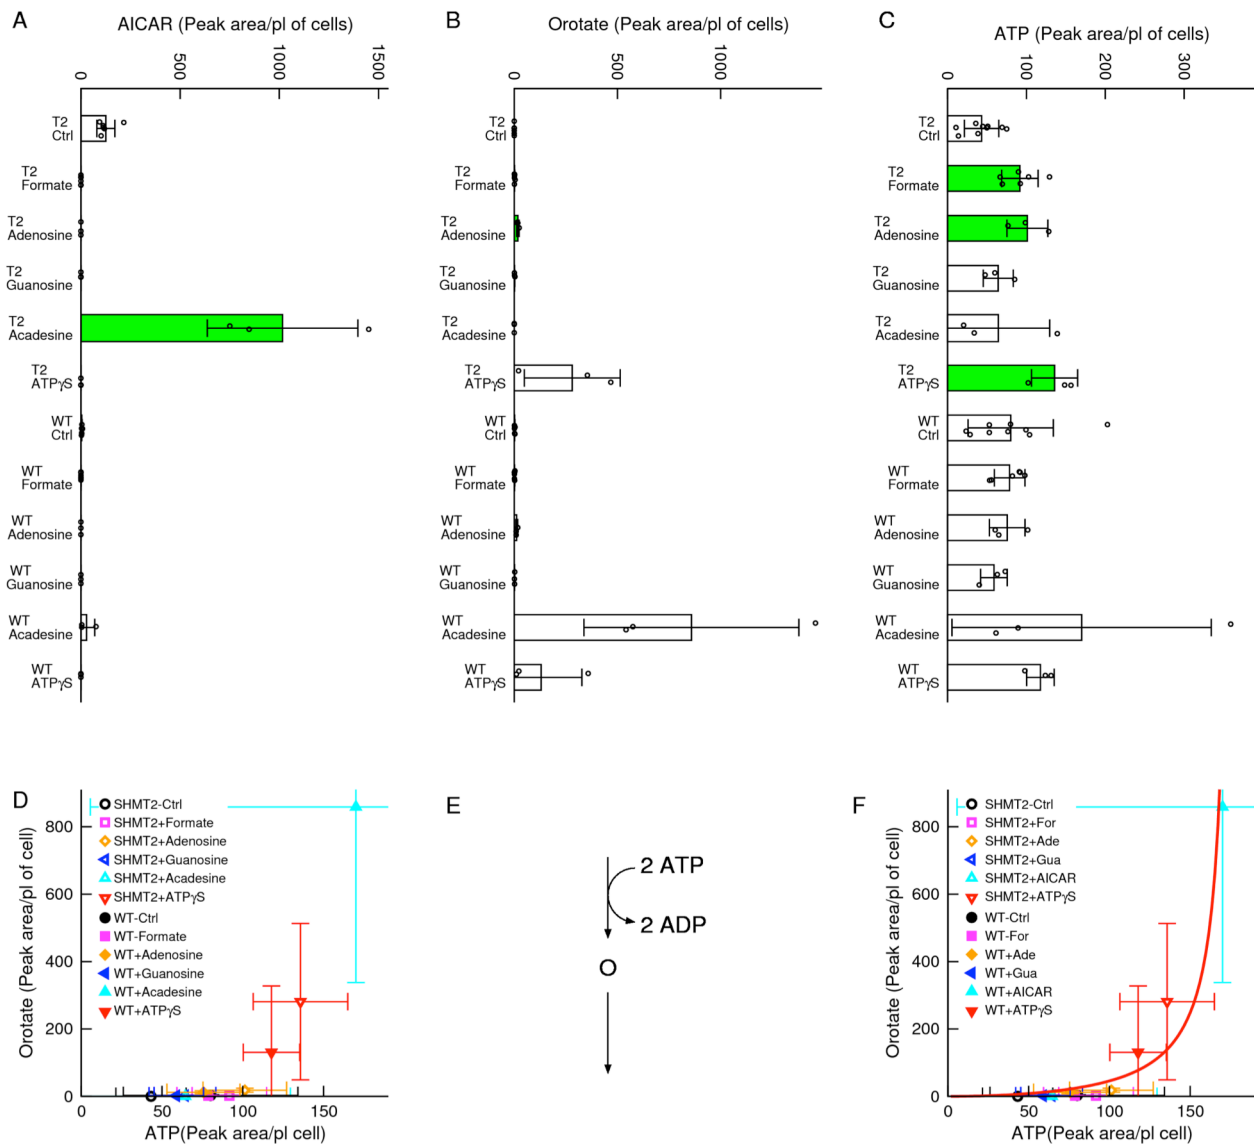 A
AICAR (Peak area/pl of cells)
0
500
1000
1500
T2
Ctrl
T2
Formate
T2
Adenosine
T2
Guanosine
T2
Acadesine
T2
ATPγS
WT
Ctrl
WT
Formate
WT
Adenosine
WT
Guanosine
WT
Acadesine
WT
ATPγS
B
Orotate (Peak area/pl of cells)
0
500
1000
T2
Ctrl
T2
Formate
T2
Adenosine
T2
Guanosine
T2
Acadesine
T2
ATPγS
WT
Ctrl
WT
Formate
WT
Adenosine
WT
Guanosine
WT
Acadesine
WT
ATPγS
C
ATP (Peak area/pl of cells)
0
100
200
300
T2
Ctrl
T2
Formate
T2
Adenosine
T2
Guanosine
T2
Acadesine
T2
ATPγS
WT
Ctrl
WT
Formate
WT
Adenosine
WT
Guanosine
WT
Acadesine
WT
ATPγS
D
Orotate (Peak area/pl of cell)
800
600
400
200
0
SHMT2-Ctrl
SHMT2+Formate
SHMT2+Adenosine
SHMT2+Guanosine
SHMT2+Acadesine
SHMT2+ATPγS
WT-Ctrl
WT-Formate
WT+Adenosine
WT+Guanosine
WT+Acadesine
WT+ATPγS
0
50
100
150
ATP(Peak area/pl cell)
E
2 ATP
2 ADP
O
F
Orotate (Peak area/pl of cell)
800
600
400
200
0
SHMT2-Ctrl
SHMT2+For
SHMT2+Ade
SHMT2+Gua
SHMT2+AICAR
SHMT2+ATPγS
WT-Ctrl
WT-For
WT+Ade
WT+Gua
WT+AICAR
WT+ATPγS
0
50
100
150
ATP(Peak area/pl cell)